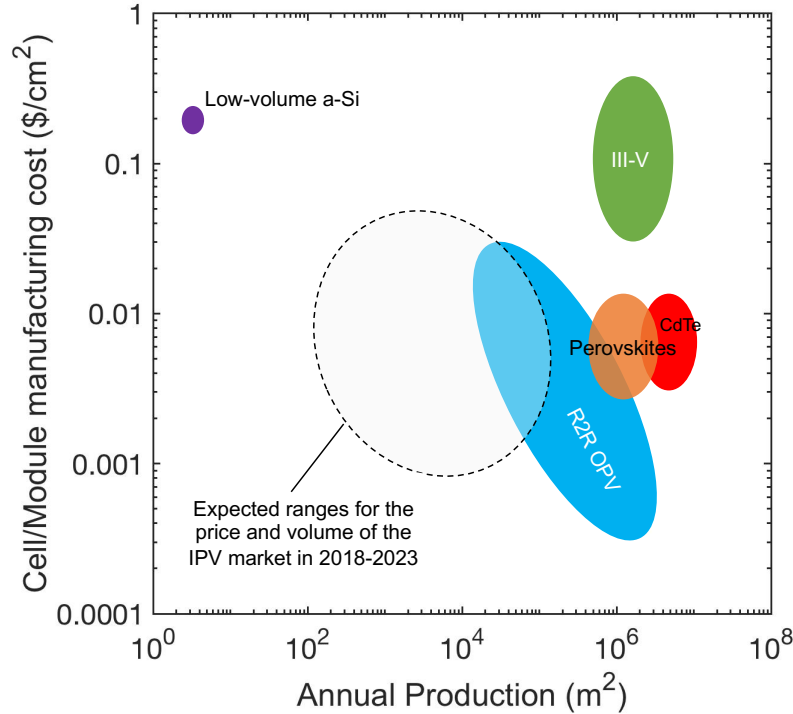 Cell/Module manufacturing cost ($/cm²)
1
0.1
0.01
0.001
0.0001
Low-volume a-Si
III-V
CdTe
Perovskites
R2R OPV
Expected ranges for the
price and volume of the
IPV market in 2018-2023
10⁰
10²
10⁴
10⁶
10⁸
Annual Production (m²)